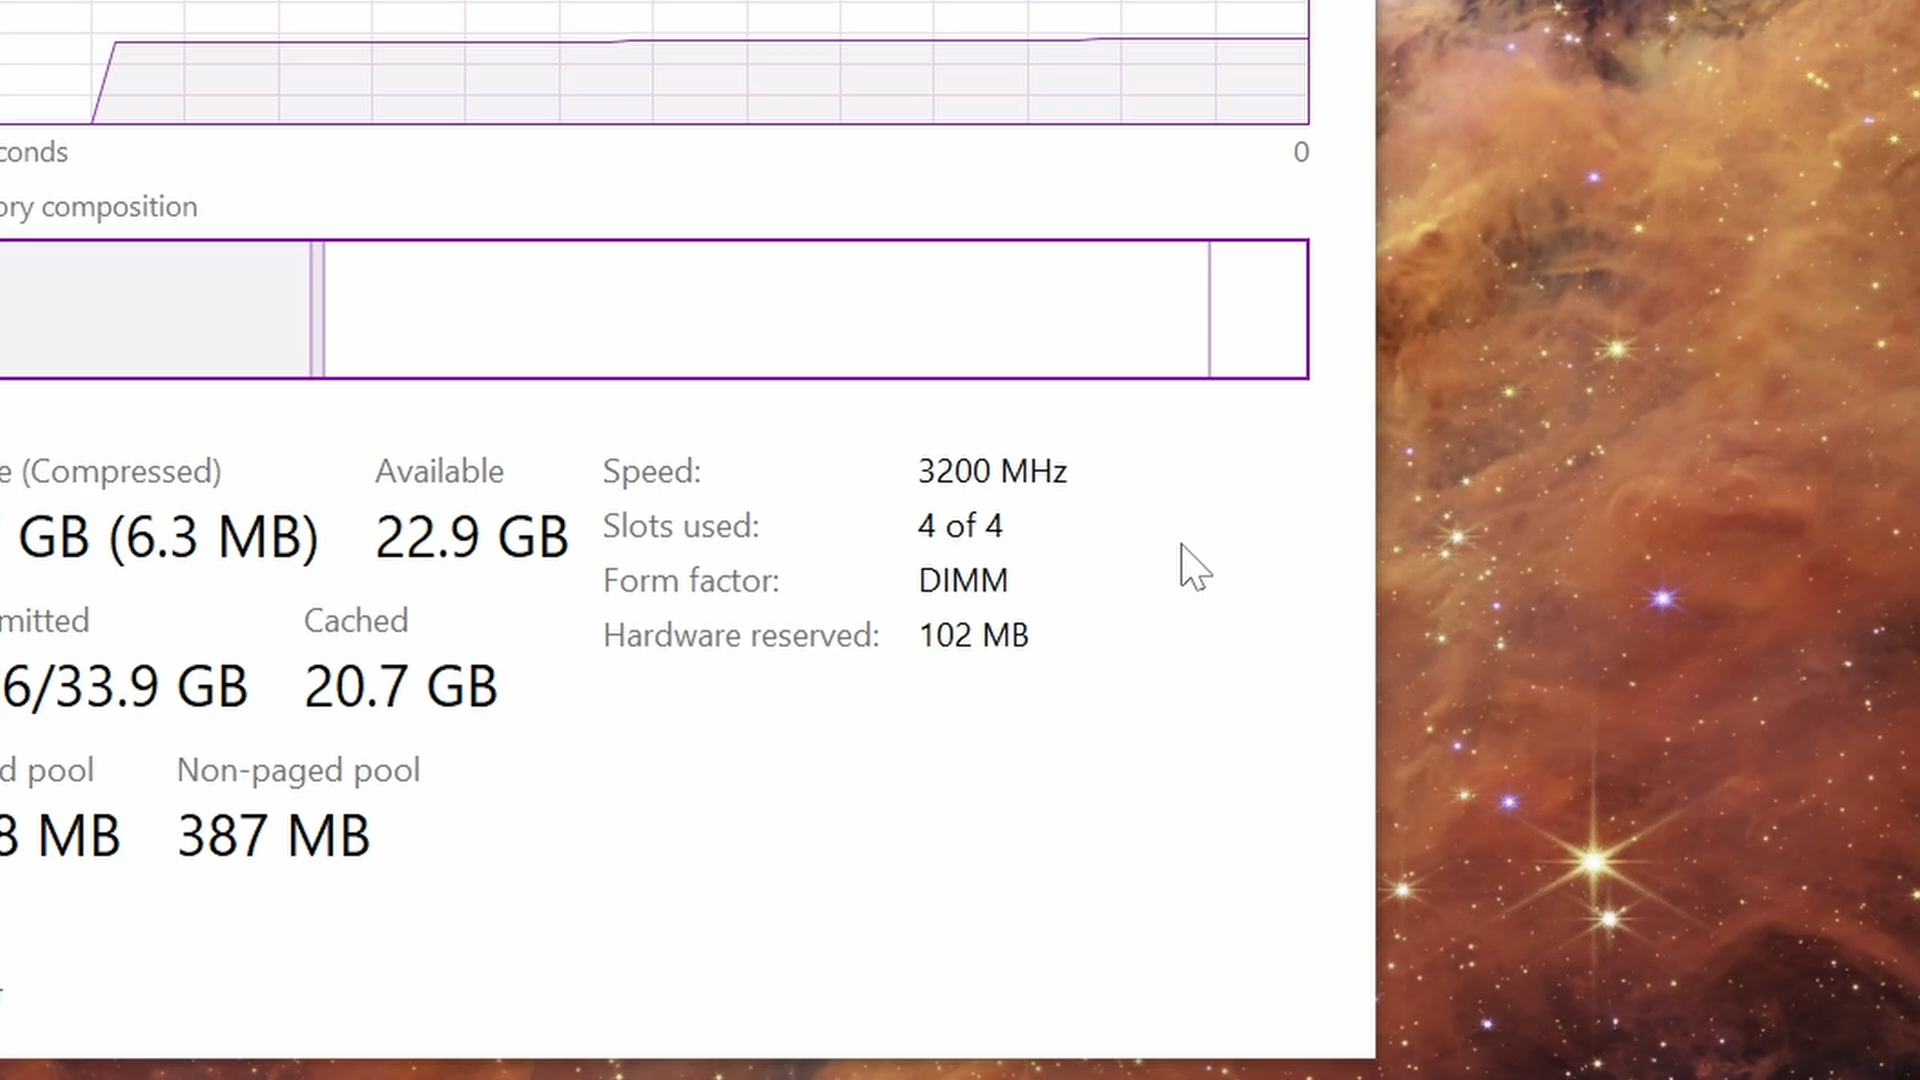 conds
0
ory composition
e (Compressed)
Available
GB (6.3 MB)
22.9 GB
Speed:
3200 MHz
Slots used:
4 of 4
Form factor:
DIMM
Hardware reserved:
102 MB
mitted
Cached
6/33.9 GB
20.7 GB
d pool
Non-paged pool
8 MB
387 MB